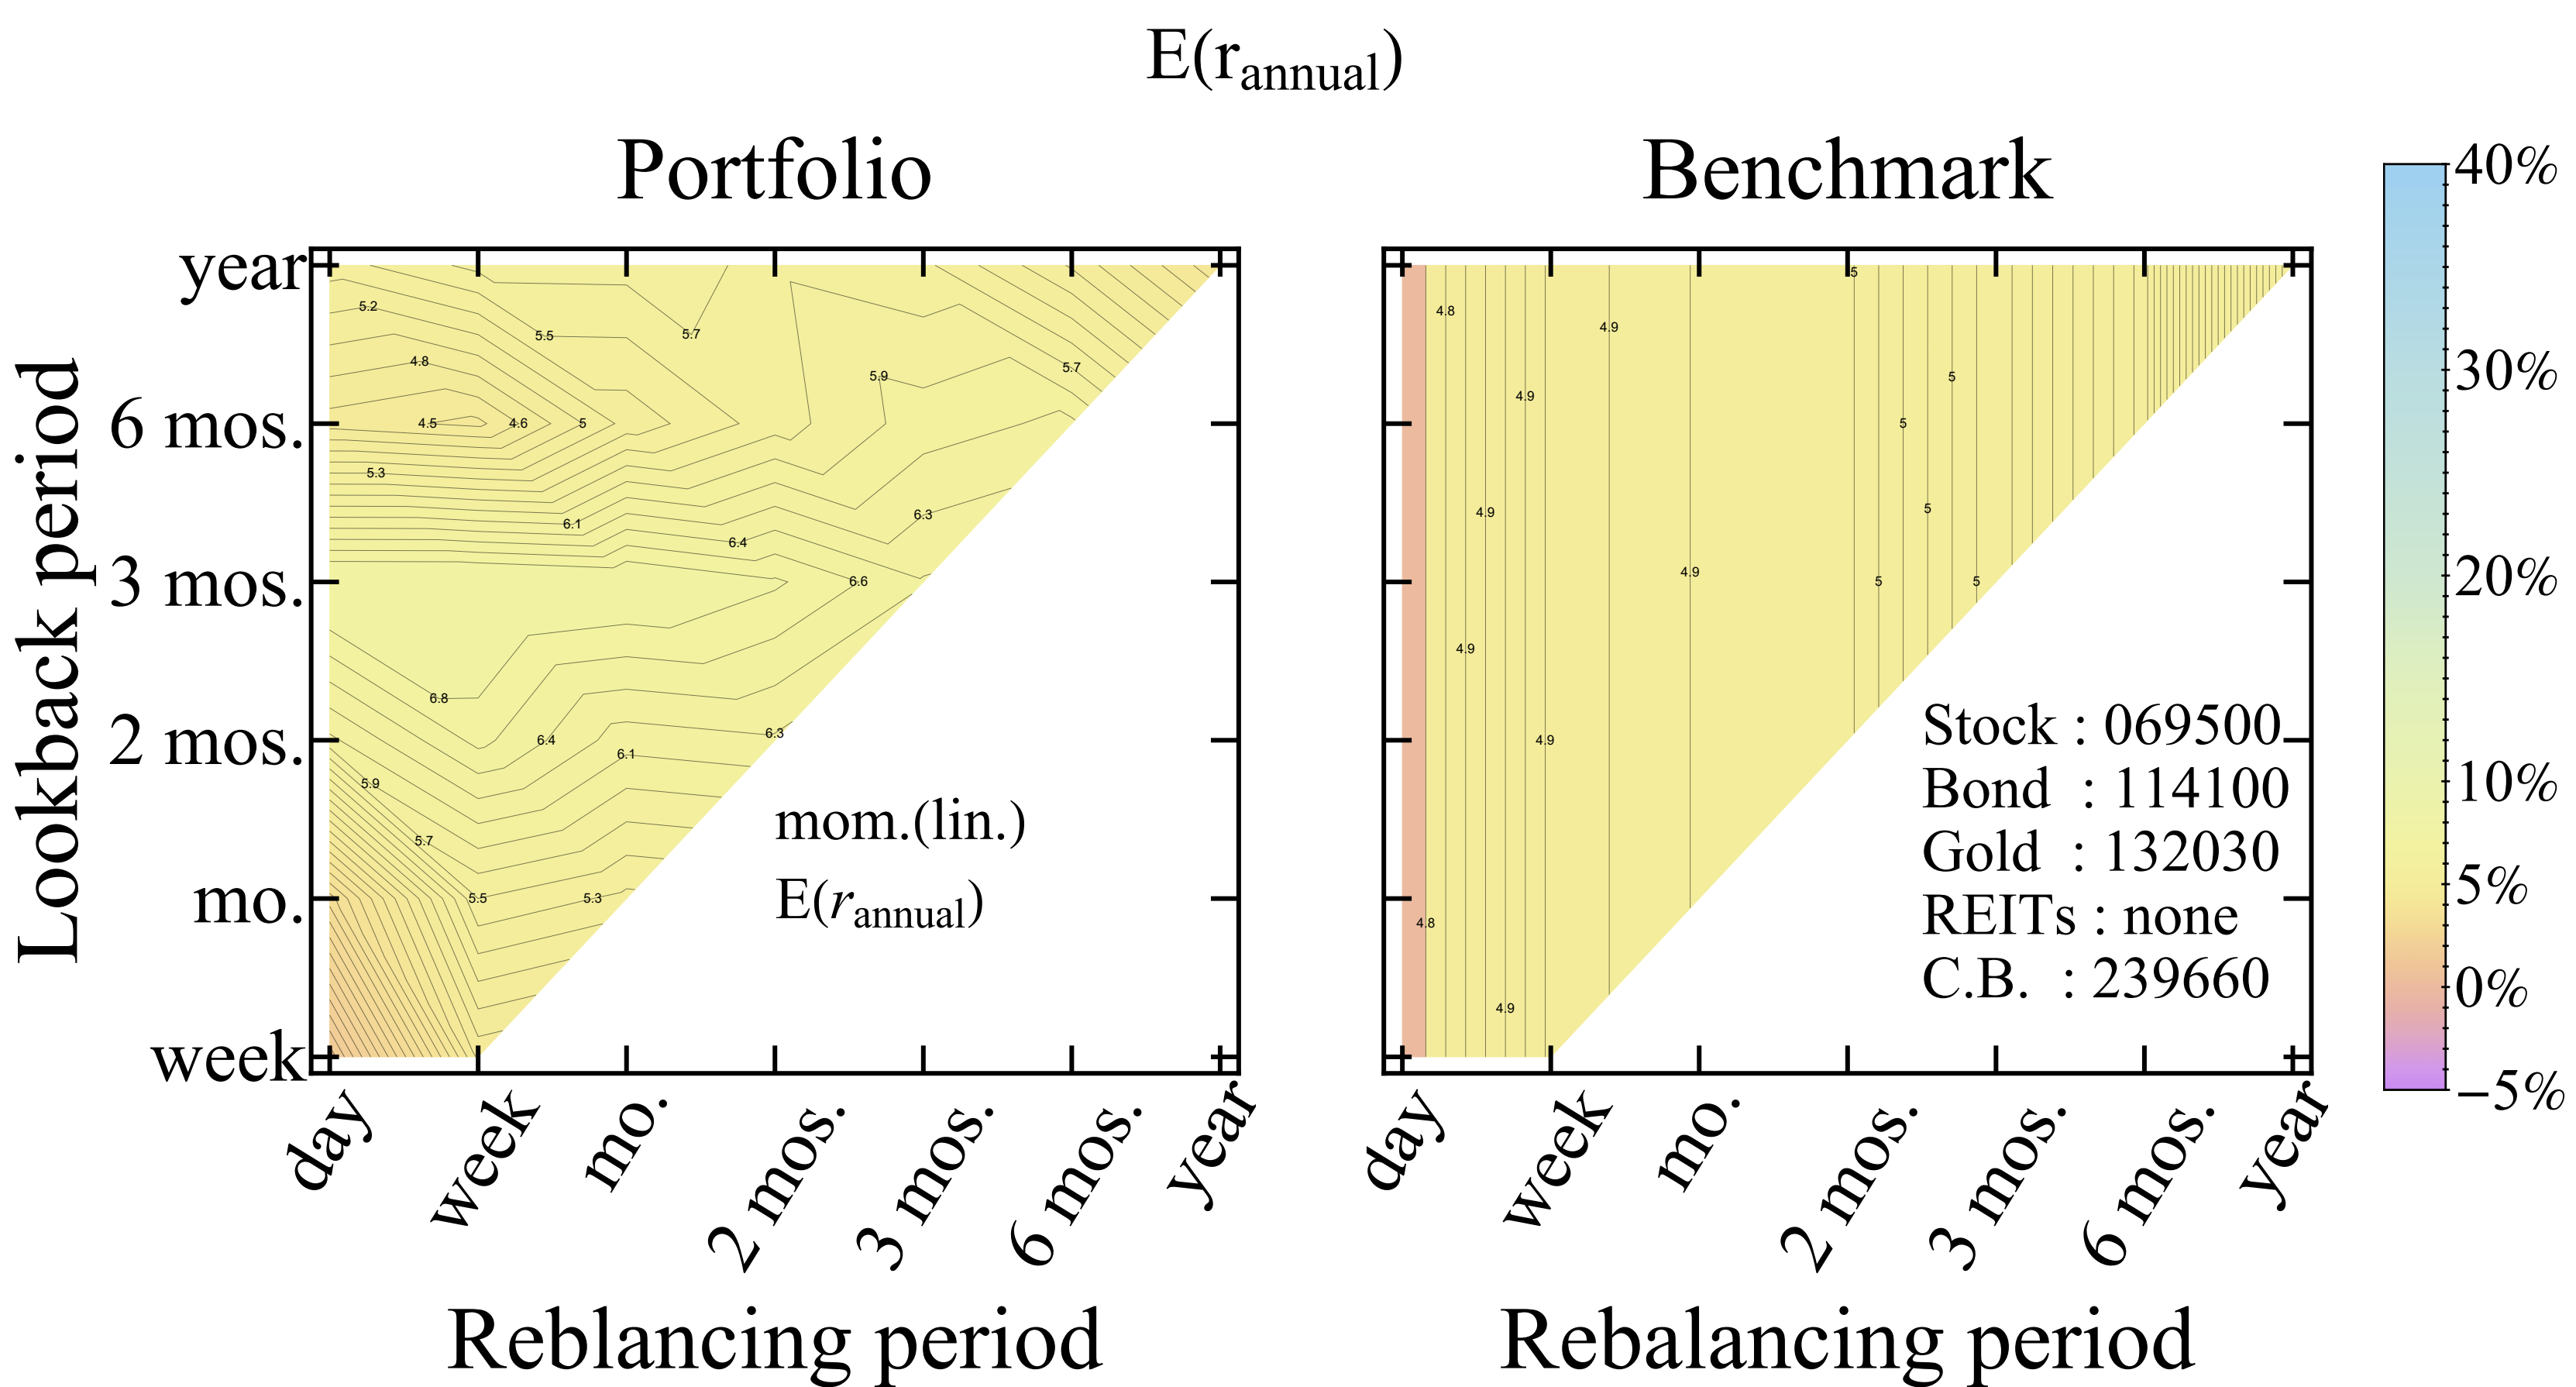 E(r_annual)
Portfolio
Benchmark
Lookback period
year
6 mos.
3 mos.
2 mos.
mo.
week
5.2
4.8
5.5
5.7
5.9
5.7
4.5
4.6
5
5.3
6.1
6.3
6.4
6.6
6.8
6.4
6.1
6.3
5.9
5.7
5.5
5.3
mom.(lin.)
E(r_annual)
day
week
mo.
2 mos.
3 mos.
6 mos.
year
Reblancing period
5
4.8
4.9
5
4.9
5
4.9
5
4.9
5
5
4.9
4.9
4.8
4.9
Stock : 069500
Bond : 114100
Gold : 132030
REITs : none
C.B. : 239660
day
week
mo.
2 mos.
3 mos.
6 mos.
year
Rebalancing period
40%
30%
20%
10%
5%
0%
−5%